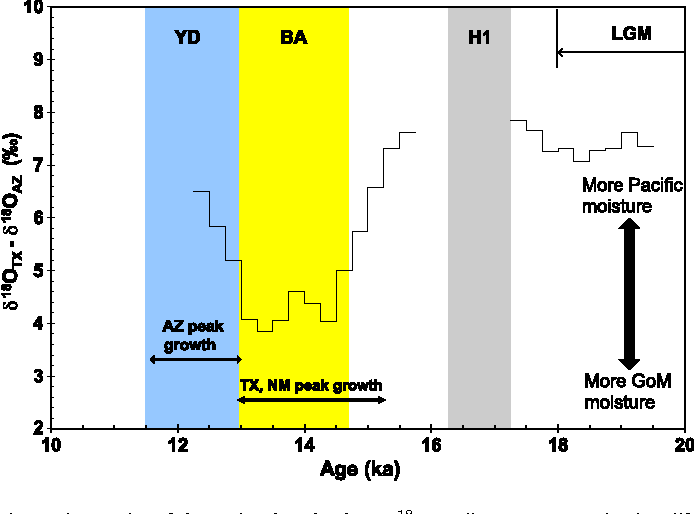 10
9
8
7
6
5
4
3
2
δ¹⁸O_TX - δ¹⁸O_AZ (‰)
YD
BA
H1
LGM
More Pacific
moisture
More GoM
moisture
AZ peak
growth
TX, NM peak growth
10 12 14 16 18 20
Age (ka)
18